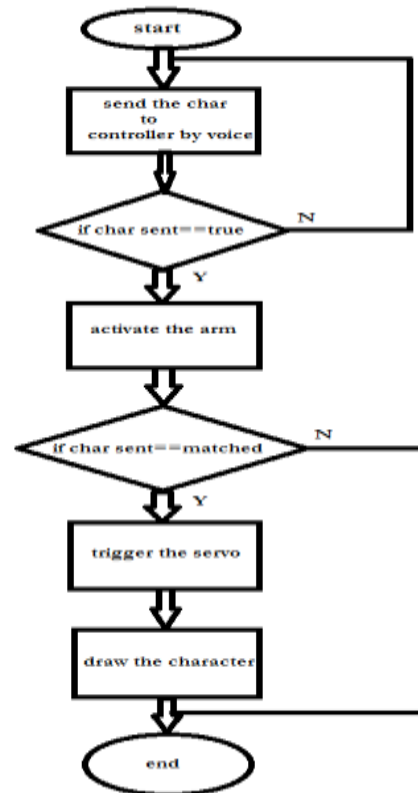 start
send the char
to
controller by voice
if char sent==true
N
Y
activate the arm
if char sent==matched
N
Y
trigger the servo
draw the character
end